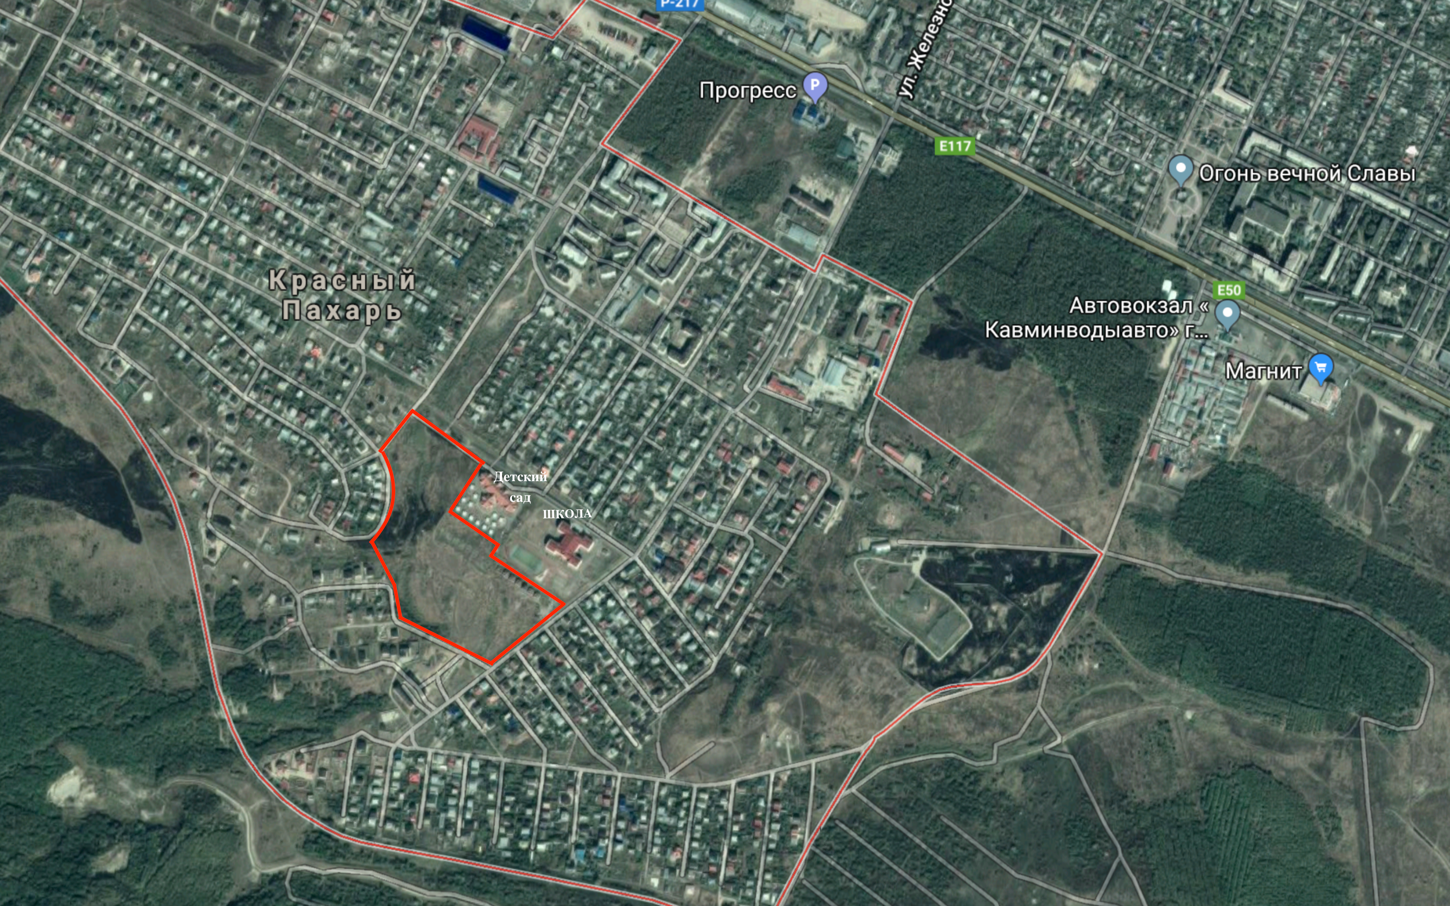 Р-217
ул. Железно
Прогресс
E117
Огонь вечной Славы
Красный
Пахарь
E50
Автовокзал «
Кавминводыавто» г...
Магнит
Детский
сад
ШКОЛА